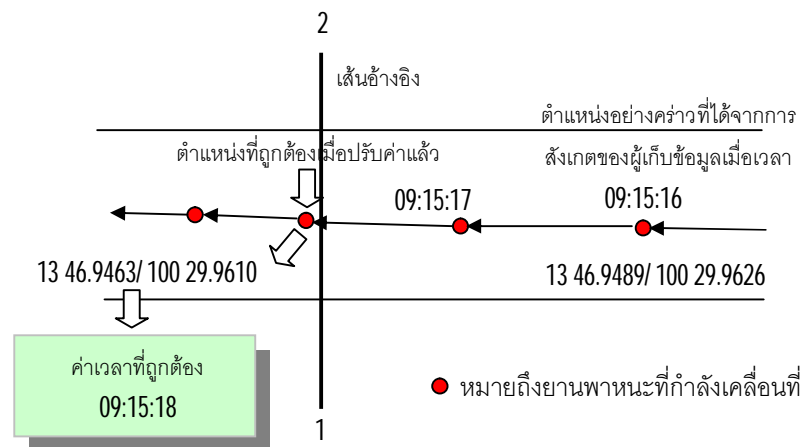 2
เส้นอ้างอิง
ตำแหน่งอย่างคร่าวที่ได้จากการ
ตำแหน่งที่ถูกต้องเมื่อปรับค่าแล้ว
สังเกตของผู้เก็บข้อมูลเมื่อเวลา
09:15:17
09:15:16
13 46.9463/ 100 29.9610
13 46.9489/ 100 29.9626
ค่าเวลาที่ถูกต้อง
09:15:18
หมายถึงยานพาหนะที่กำลังเคลื่อนที่
1